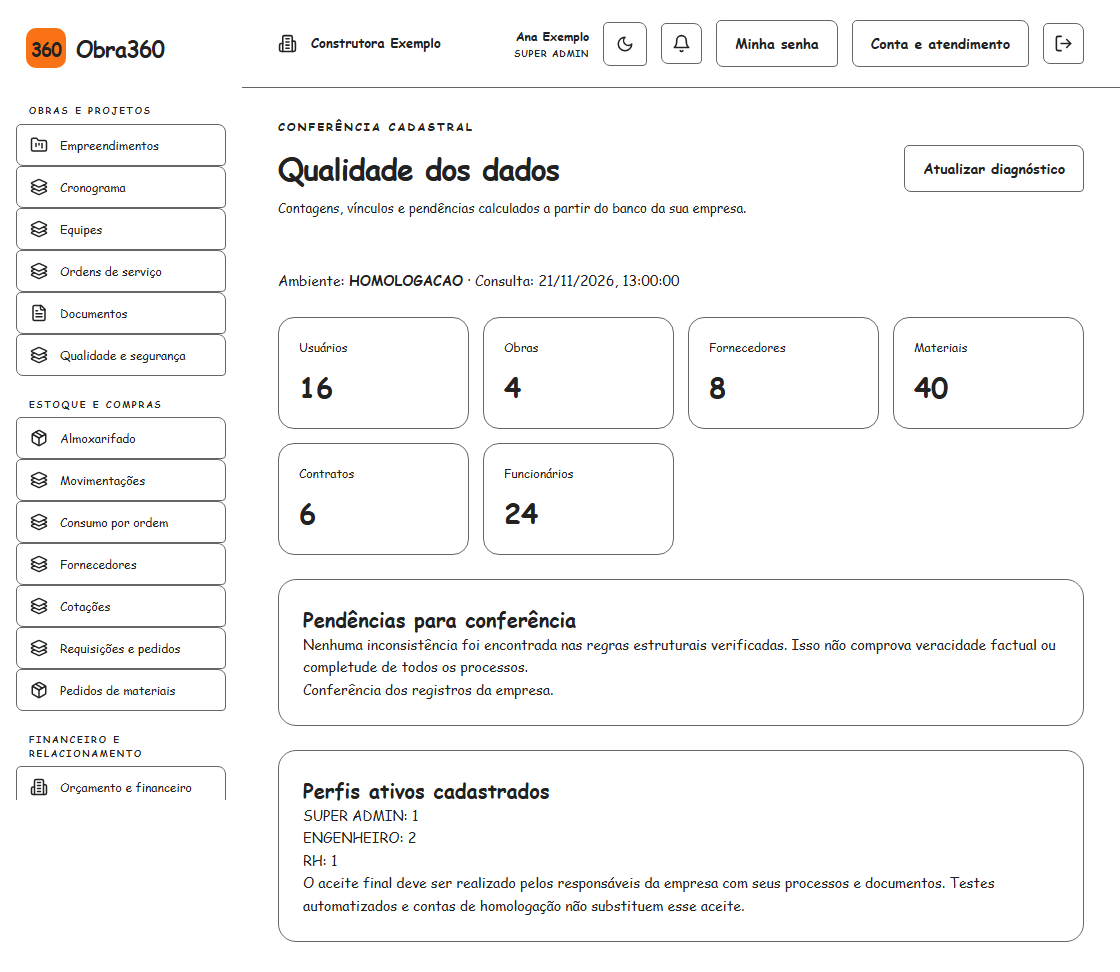 360 Obra360
OBRAS E PROJETOS
Empreendimentos
Cronograma
Equipes
Ordens de serviço
Documentos
Qualidade e segurança
ESTOQUE E COMPRAS
Almoxarifado
Movimentações
Consumo por ordem
Fornecedores
Cotações
Requisições e pedidos
Pedidos de materiais
FINANCEIRO E
RELACIONAMENTO
Orçamento e financeiro
Construtora Exemplo
Ana Exemplo
SUPER ADMIN
Minha senha
Conta e atendimento
CONFERÊNCIA CADASTRAL
Qualidade dos dados
Contagens, vínculos e pendências calculados a partir do banco da sua empresa.
Atualizar diagnóstico
Ambiente: HOMOLOGACAO · Consulta: 21/11/2026, 13:00:00
Usuários
16
Obras
4
Fornecedores
8
Materiais
40
Contratos
6
Funcionários
24
Pendências para conferência
Nenhuma inconsistência foi encontrada nas regras estruturais verificadas. Isso não comprova veracidade factual ou
completude de todos os processos.
Conferência dos registros da empresa.
Perfis ativos cadastrados
SUPER ADMIN: 1
ENGENHEIRO: 2
RH: 1
O aceite final deve ser realizado pelos responsáveis da empresa com seus processos e documentos. Testes
automatizados e contas de homologação não substituem esse aceite.